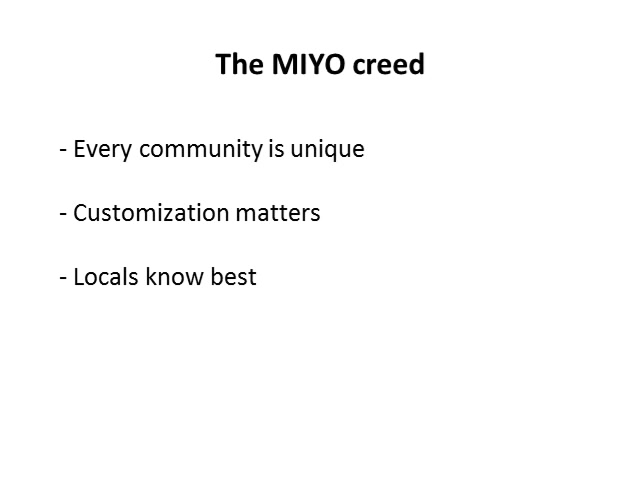 The MIYO creed
- Every community is unique
- Customization matters
- Locals know best